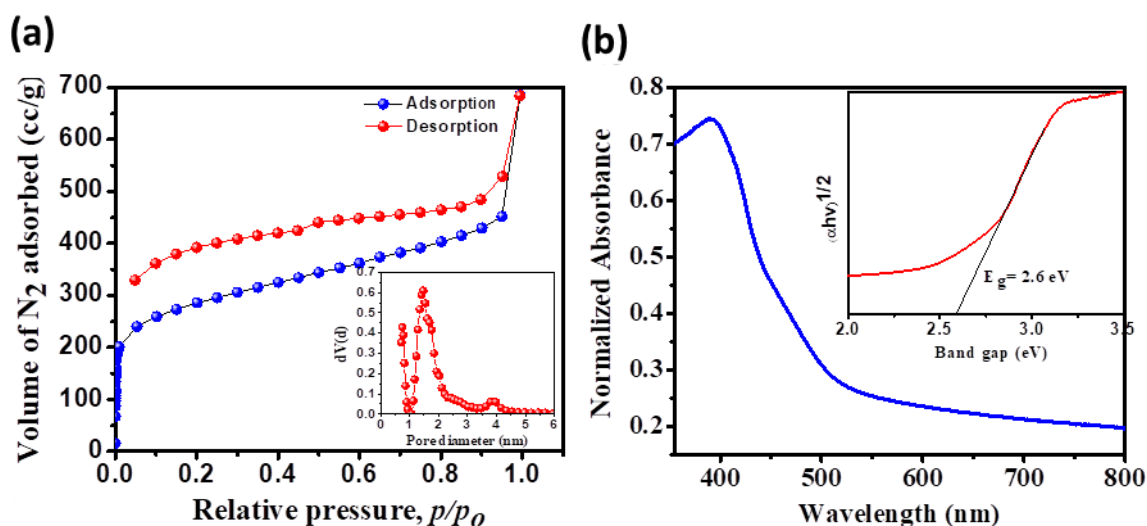 (a)
Volume of N2 adsorbed (cc/g)
700
600
500
400
300
200
100
0
0.0 0.2 0.4 0.6 0.8 1.0
Relative pressure, p/po
Adsorption
Desorption
dV(d)
0.7
0.6
0.5
0.4
0.3
0.2
0.1
0.0
0 1 2 3 4 5 6
Pore diameter (nm)
(b)
Normalized Absorbance
0.8
0.7
0.6
0.5
0.4
0.3
0.2
400 500 600 700 800
Wavelength (nm)
(αhν)1/2
Eg= 2.6 eV
2.0 2.5 3.0 3.5
Band gap (eV)